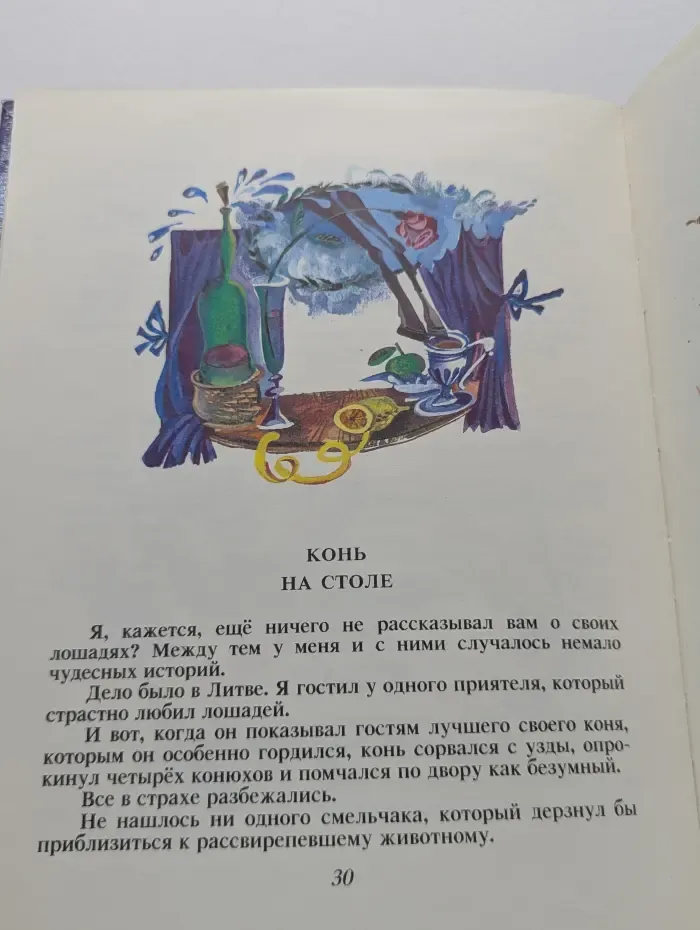 КОНЬ
НА СТОЛЕ
Я, кажется, ещё ничего не рассказывал вам о своих
лошадях? Между тем у меня и с ними случалось немало
чудесных историй.
Дело было в Литве. Я гостил у одного приятеля, который
страстно любил лошадей.
И вот, когда он показывал гостям лучшего своего коня,
которым он особенно гордился, конь сорвался с узды, опро-
кинул четырёх конюхов и помчался по двору как безумный.
Все в страхе разбежались.
Не нашлось ни одного смельчака, который дерзнул бы
приблизиться к рассвирепевшему животному.
30